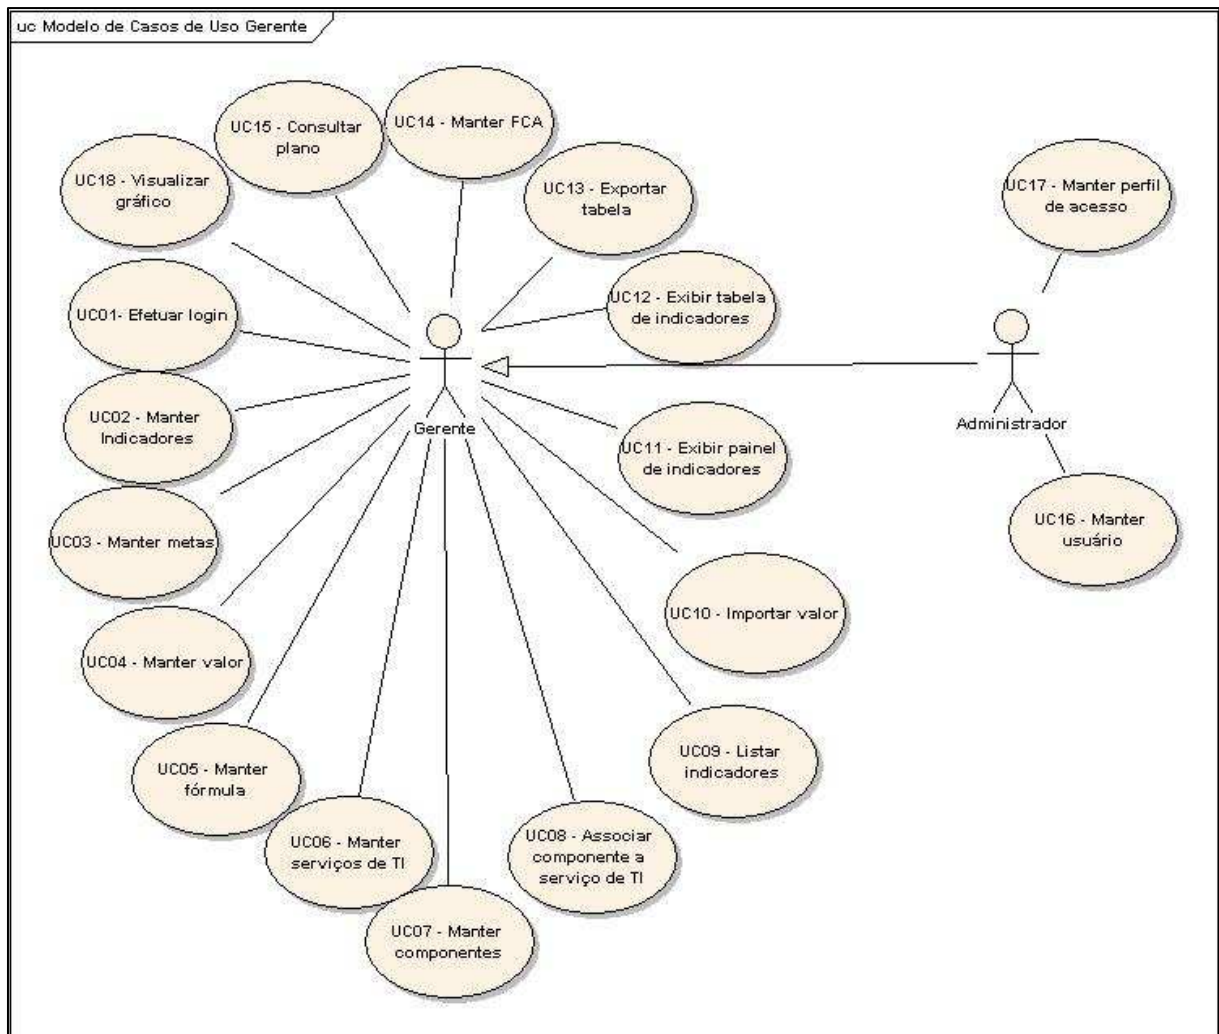 uc Modelo de Casos de Uso Gerente
UC14 - Manter FCA
UC15 - Consultar
plano
UC13 - Exportar
tabela
UC18 - Visualizar
gráfico
UC17 - Manter perfil
de acesso
UC12 - Exibir tabela
de indicadores
UC01- Efetuar login
UC02 - Manter
Indicadores
Gerente
Administrador
UC11 - Exibir painel
de indicadores
UC16 - Manter
usuário
UC03 - Manter metas
UC10 - Importar valor
UC04 - Manter valor
UC09 - Listar
indicadores
UC05 - Manter
fórmula
UC06 - Manter
serviços de TI
UC08 - Associar
componente a
serviço de TI
UC07 - Manter
componentes